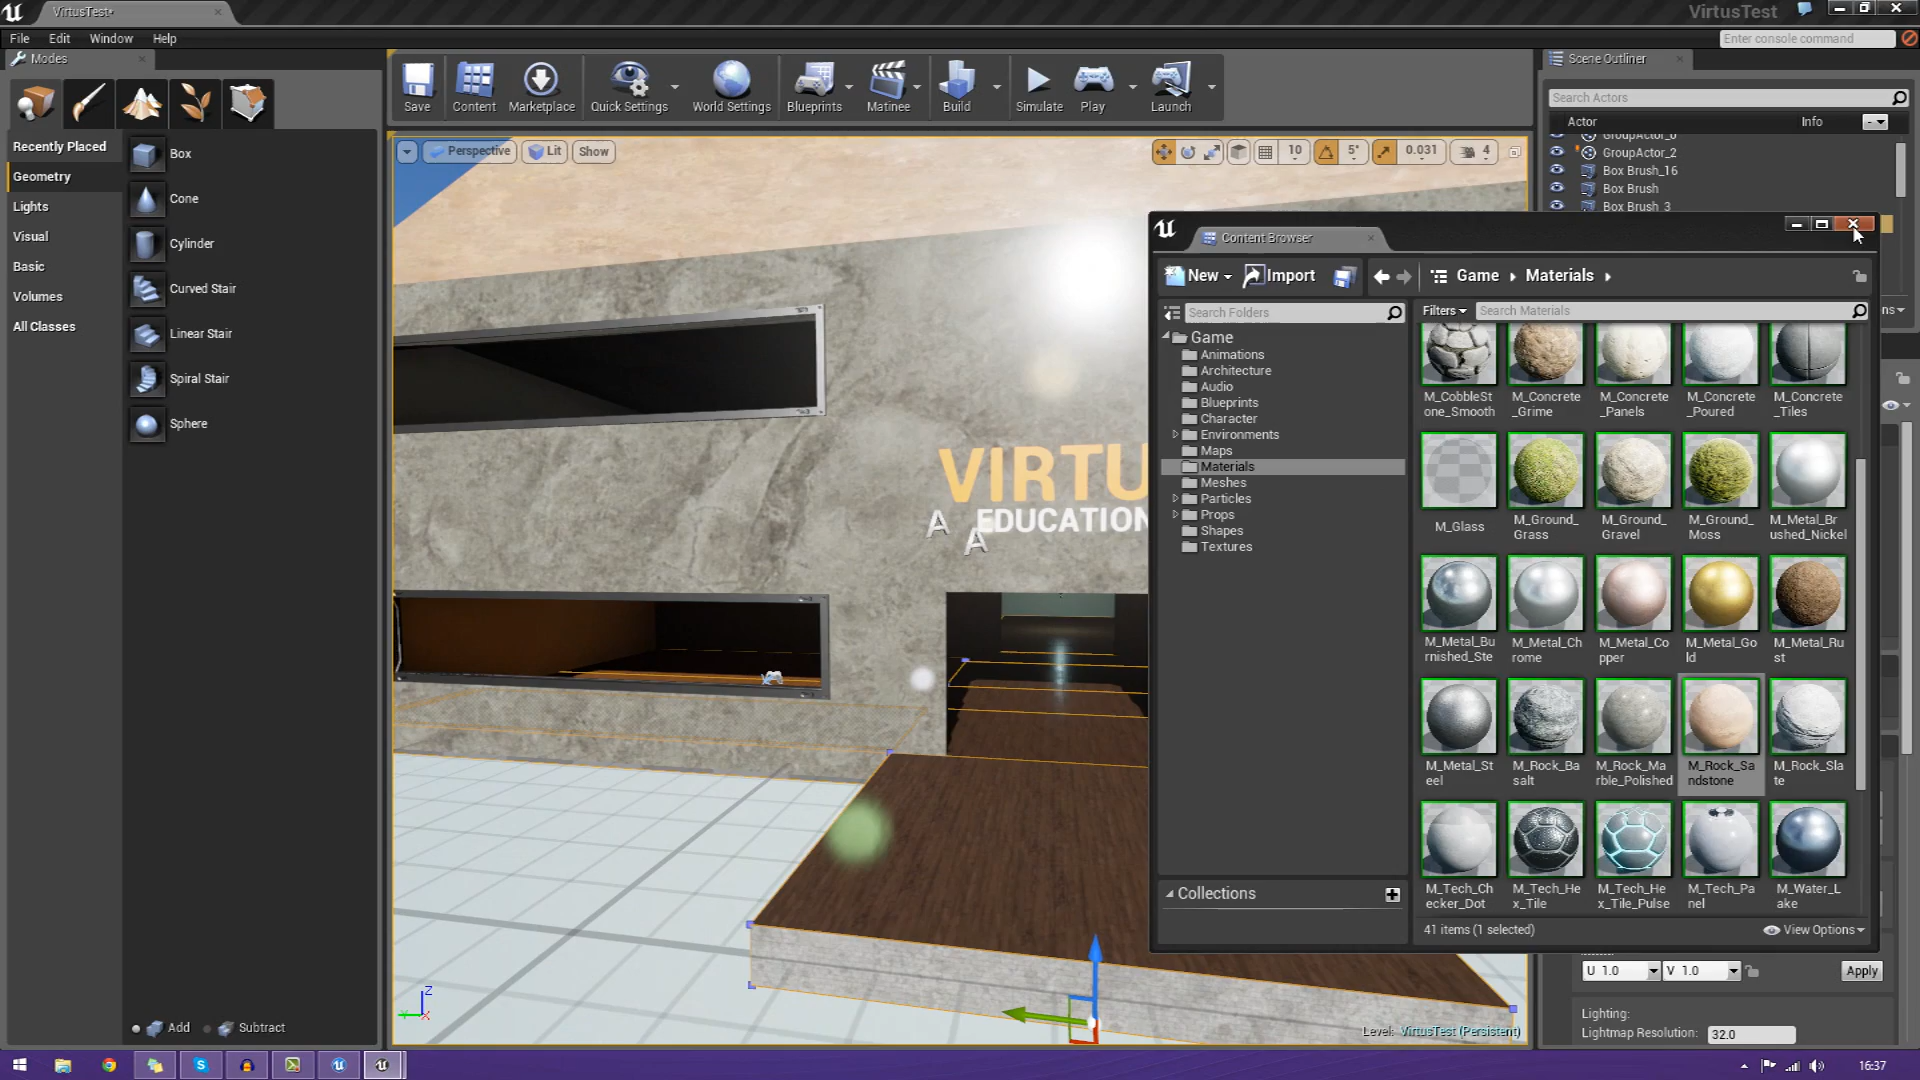 VirtusTest*
VirtusTest
File Edit Window Help
Enter console command
Modes
Scene Outliner
Save Content Marketplace Quick Settings World Settings Blueprints Matinee Build Simulate Play Launch
Search Actors
Actor Info
Recently Placed
Geometry
Lights
Visual
Basic
Volumes
All Classes
Box
Cone
Cylinder
Curved Stair
Linear Stair
Spiral Stair
Sphere
Perspective Lit Show
10 5° 0.031 4
GroupActor_2
Box Brush_16
Box Brush
Box Brush_3
Content Browser
New Import Game Materials
Search Folders
Filters Search Materials
Game
Animations
Architecture
Audio
Blueprints
Character
Environments
Maps
Materials
Meshes
Particles
Props
Shapes
Textures
M_CobbleSt
one_Smooth
M_Concrete
_Grime
M_Concrete
_Panels
M_Concrete
_Poured
M_Concrete
_Tiles
M_Glass
M_Ground_
Grass
M_Ground_
Gravel
M_Ground_
Moss
M_Metal_Br
ushed_Nickel
M_Metal_Bu
rnished_Ste
M_Metal_Ch
rome
M_Metal_Co
pper
M_Metal_Go
ld
M_Metal_Ru
st
M_Metal_St
eel
M_Rock_Ba
salt
M_Rock_Ma
rble_Polished
M_Rock_Sa
ndstone
M_Rock_Sla
te
M_Tech_Ch
ecker_Dot
M_Tech_He
x_Tile
M_Tech_He
x_Tile_Pulse
M_Tech_Pa
nel
M_Water_L
ake
Collections
41 items (1 selected) View Options
VIRTU
A EDUCATION
A
U 1.0 V 1.0 Apply
Lighting:
Lightmap Resolution: 32.0
Level: VirtusTest (Persistent)
Add Subtract
Z
16:37